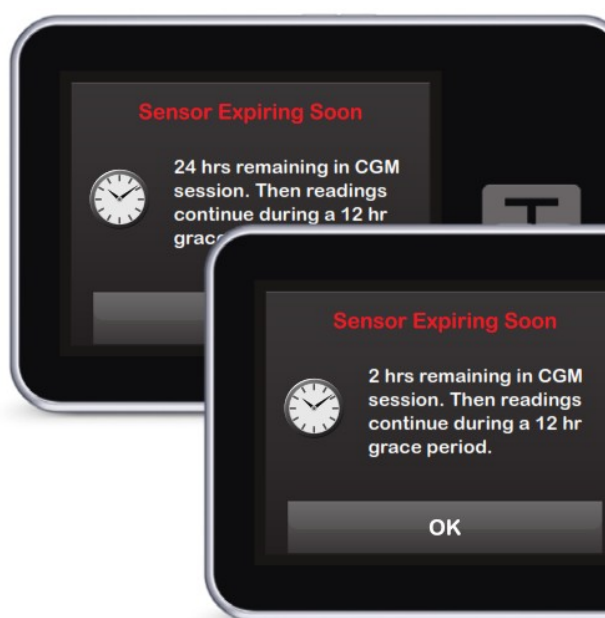 Sensor Expiring Soon
24 hrs remaining in CGM
session. Then readings
continue during a 12 hr
grac
Sensor Expiring Soon
2 hrs remaining in CGM
session. Then readings
continue during a 12 hr
grace period.
OK